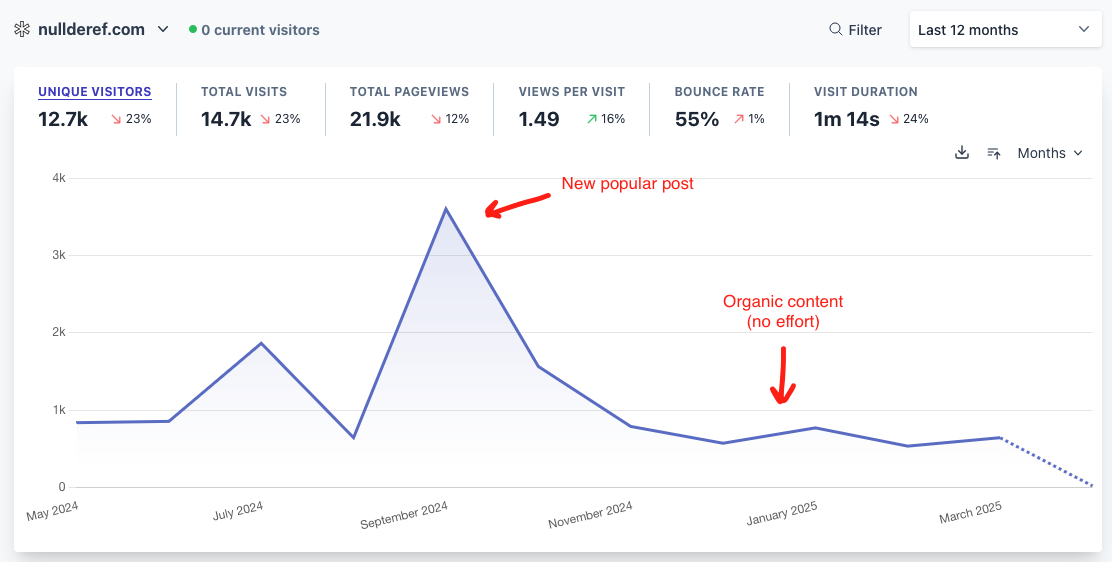 nullderef.com
0 current visitors
Filter
Last 12 months
UNIQUE VISITORS
12.7k
23%
TOTAL VISITS
14.7k
23%
TOTAL PAGEVIEWS
21.9k
12%
VIEWS PER VISIT
1.49
16%
BOUNCE RATE
55%
1%
VISIT DURATION
1m 14s
24%
Months
New popular post
Organic content
(no effort)
4k
3k
2k
1k
0
May 2024
July 2024
September 2024
November 2024
January 2025
March 2025